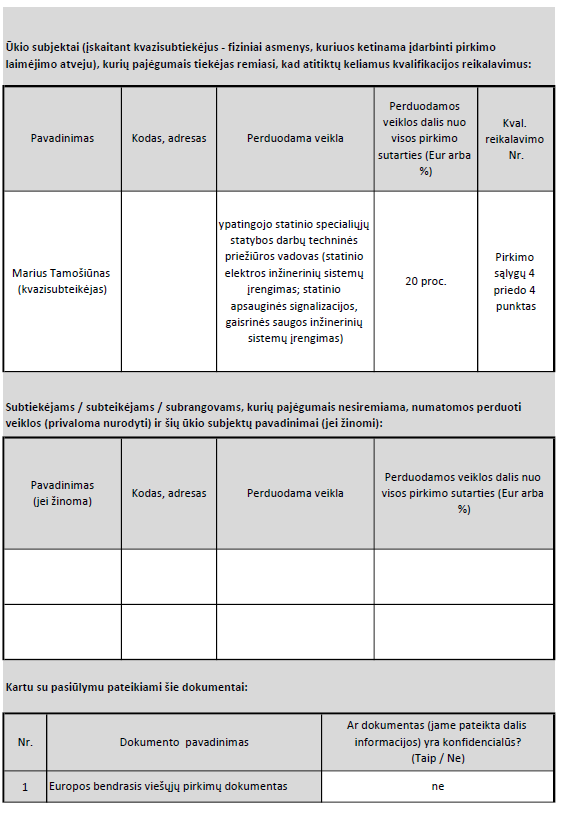 Ūkio subjektai (įskaitant kvazisubtiekėjus - fiziniai asmenys, kuriuos ketinama įdarbinti pirkimo
laimėjimo atveju), kurių pajėgumais tiekėjas remiasi, kad atitiktų keliamus kvalifikacijos reikalavimus:
Pavadinimas
Kodas, adresas
Perduodama veikla
Perduodamos
veiklos dalis nuo
visos pirkimo
sutarties (Eur arba
%)
Kval.
reikalavimo
Nr.
Marius Tamošiūnas
(kvazisubteikėjas)
ypatingojo statinio specialiųjų
statybos darbų techninės
priežiūros vadovas (statinio
elektros inžinerinių sistemų
įrengimas; statinio
apsauginės signalizacijos,
gaisrinės saugos inžinerinių
sistemų įrengimas)
20 proc.
Pirkimo
sąlygų 4
priedo 4
punktas
Subtiekėjams / subteikėjams / subrangovams, kurių pajėgumais nesiremiama, numatomos perduoti
veiklos (privaloma nurodyti) ir šių ūkio subjektų pavadinimai (jei žinomi):
Pavadinimas
(jei žinoma)
Kodas, adresas
Perduodama veikla
Perduodamos veiklos dalis nuo
visos pirkimo sutarties (Eur arba
%)
Kartu su pasiūlymu pateikiami šie dokumentai:
Nr.
Dokumento pavadinimas
Ar dokumentas (jame pateikta dalis
informacijos) yra konfidencialūs?
(Taip / Ne)
1
Europos bendrasis viešųjų pirkimų dokumentas
ne